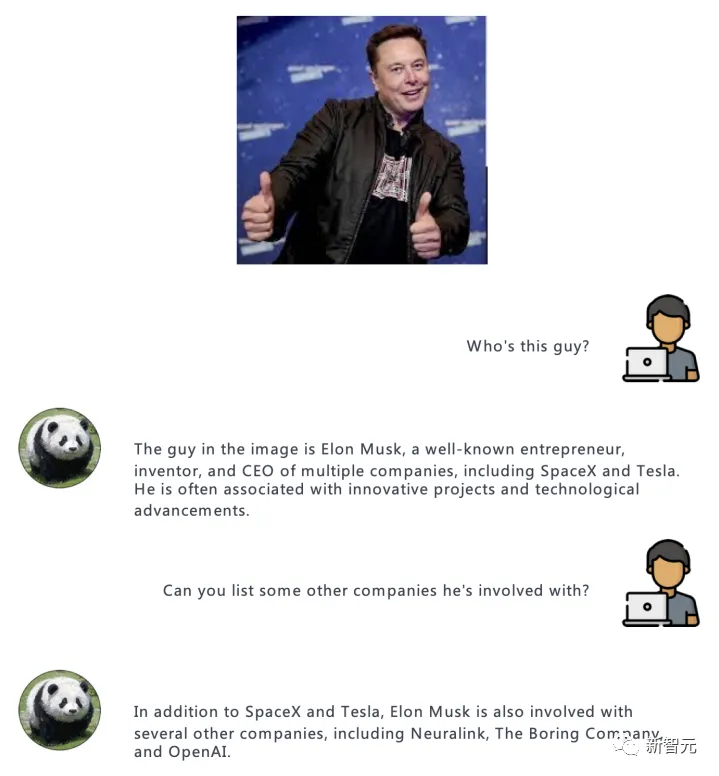 Who's this guy?
The guy in the image is Elon Musk, a well-known entrepreneur,
inventor, and CEO of multiple companies, including SpaceX and Tesla.
He is often associated with innovative projects and technological
advancements.
Can you list some other companies he's involved with?
In addition to SpaceX and Tesla, Elon Musk is also involved with
several other companies, including Neuralink, The Boring Company,
and OpenAI.
新智元